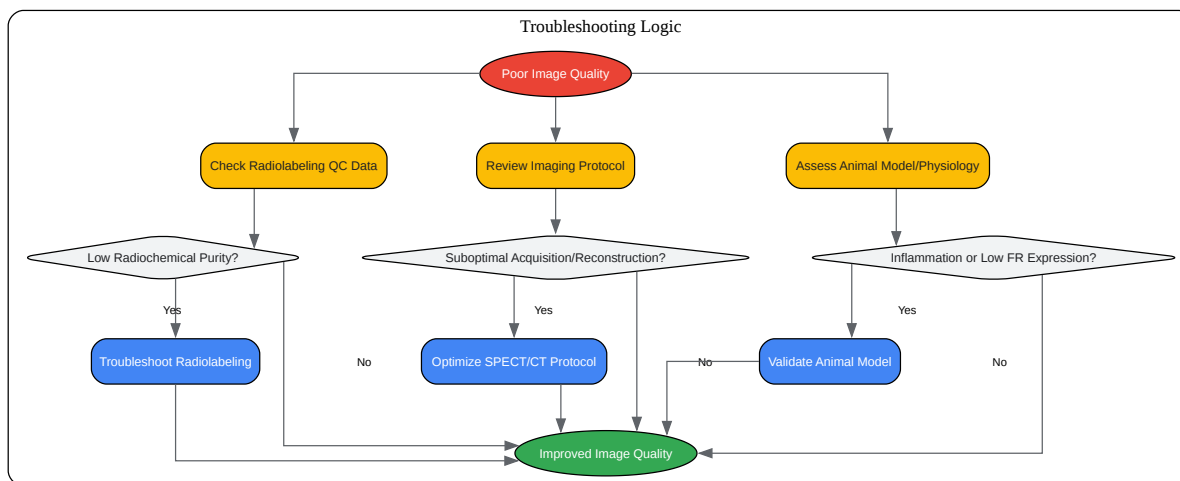 Troubleshooting Logic
Poor Image Quality
Check Radiolabeling QC Data
Review Imaging Protocol
Assess Animal Model/Physiology
Low Radiochemical Purity?
Suboptimal Acquisition/Reconstruction?
Inflammation or Low FR Expression?
Yes
Yes
Yes
Troubleshoot Radiolabeling
No
Optimize SPECT/CT Protocol
No
Validate Animal Model
No
Improved Image Quality